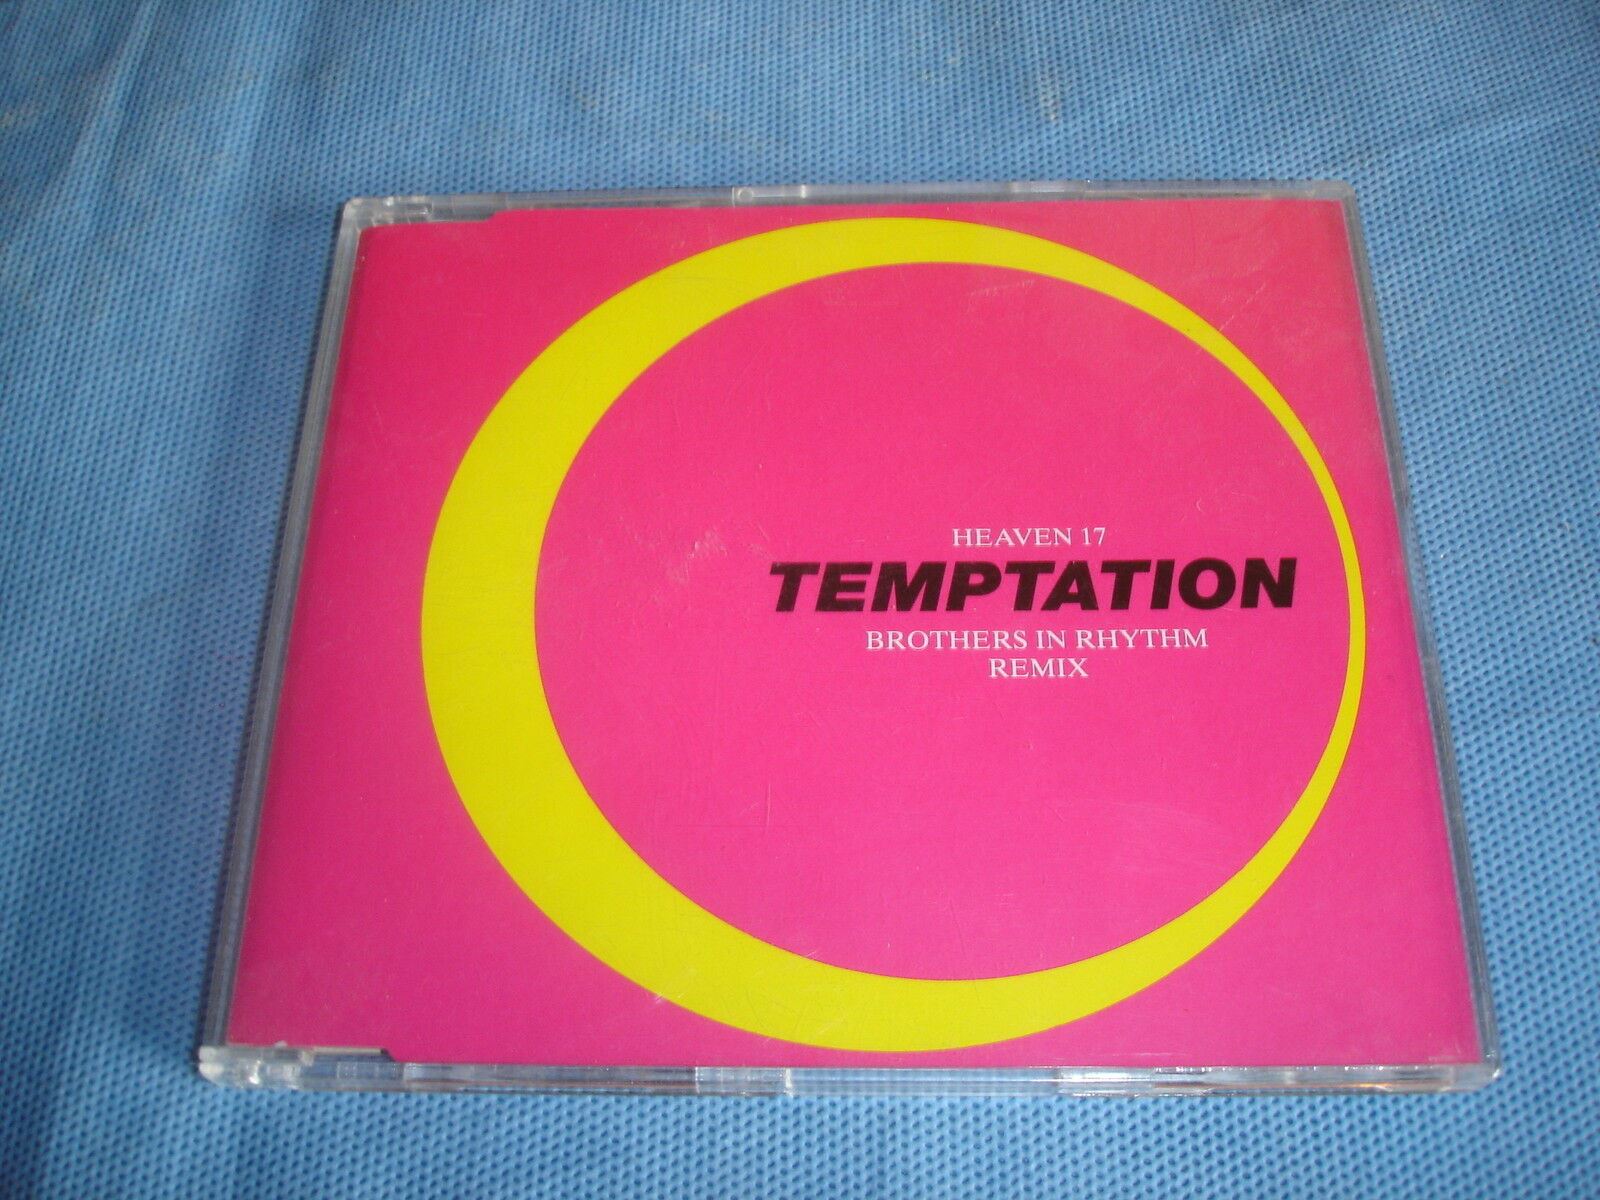 HEAVEN 17
TEMPTATION
BROTHERS IN RHYTHM
REMIX